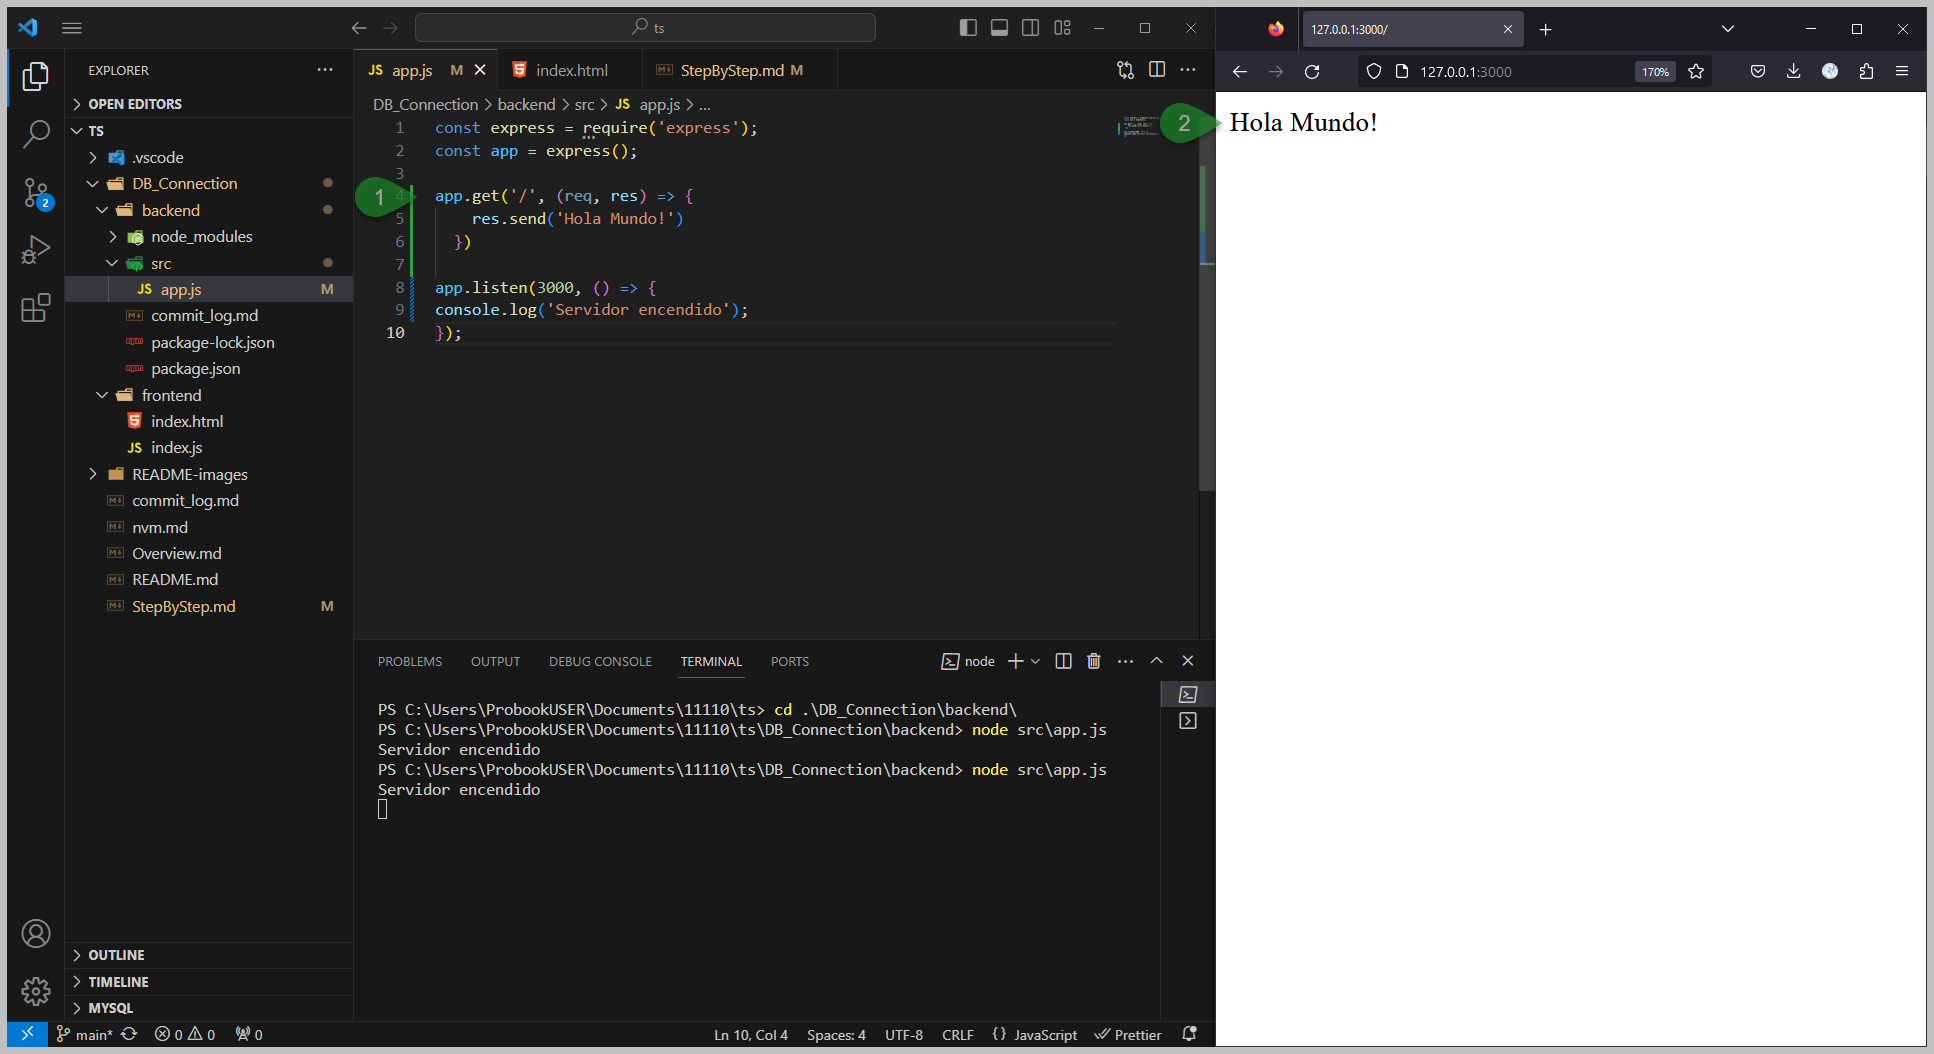 ts
127.0.0.1:3000/
EXPLORER
JS app.js M
index.html
StepByStep.md M
127.0.0.1:3000
170%
OPEN EDITORS
TS
.vscode
DB_Connection
backend
node_modules
src
JS app.js M
commit_log.md
package-lock.json
package.json
frontend
index.html
JS index.js
README-images
commit_log.md
nvm.md
Overview.md
README.md
StepByStep.md M
OUTLINE
TIMELINE
MYSQL
2
DB_Connection > backend > src > JS app.js > ...
1 const express = require('express');
2 const app = express();
3
4 app.get('/', (req, res) => {
5 res.send('Hola Mundo!')
6 })
7
8 app.listen(3000, () => {
9 console.log('Servidor encendido');
10 });
1
2
Hola Mundo!
PROBLEMS OUTPUT DEBUG CONSOLE TERMINAL PORTS
node
PS C:\Users\ProbookUSER\Documents\11110\ts> cd .\DB_Connection\backend\
PS C:\Users\ProbookUSER\Documents\11110\ts\DB_Connection\backend> node src\app.js
Servidor encendido
PS C:\Users\ProbookUSER\Documents\11110\ts\DB_Connection\backend> node src\app.js
Servidor encendido
main* 0 0 0
Ln 10, Col 4 Spaces: 4 UTF-8 CRLF {} JavaScript Prettier